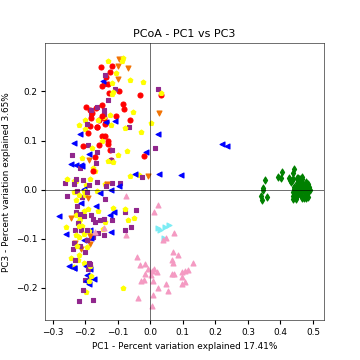 PCoA - PC1 vs PC3
PC3 - Percent variation explained 3.65%
0.2
0.1
0.0
−0.1
−0.2
−0.3 −0.2 −0.1 0.0 0.1 0.2 0.3 0.4 0.5
PC1 - Percent variation explained 17.41%